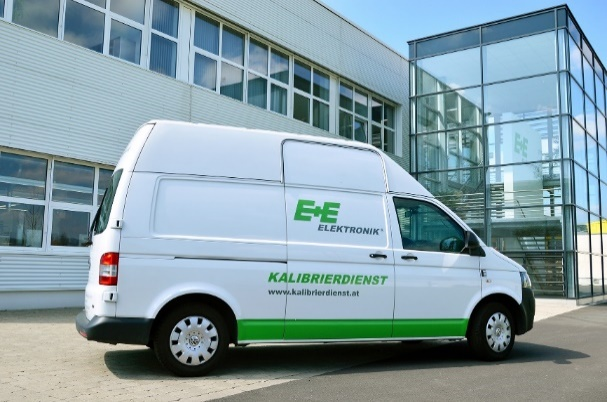 E+E
ELEKTRONIK®
KALIBRIERDIENST
www.kalibrierdienst.at